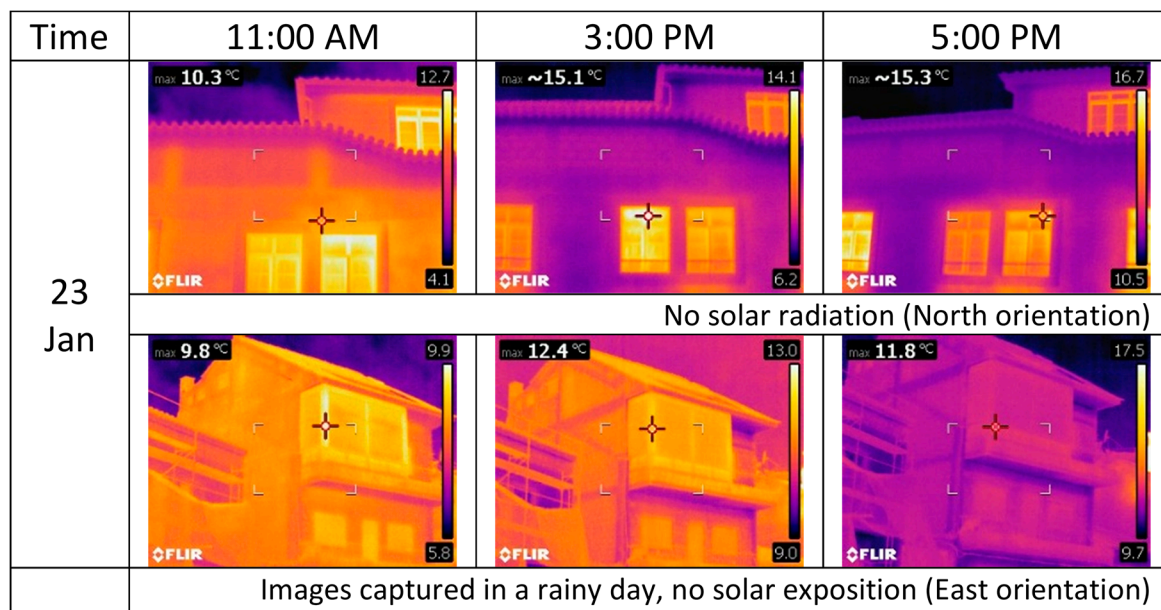 Time 11:00 AM 3:00 PM 5:00 PM
max 10.3 °C 12.7 max ~15.1 °C 14.1 max ~15.3 °C 16.7
◇FLIR 4.1 ◇FLIR 6.2 ◇FLIR 10.5
23
Jan
No solar radiation (North orientation)
max 9.8 °C 9.9 max 12.4 °C 13.0 max 11.8 °C 17.5
◇FLIR 5.8 ◇FLIR 9.0 ◇FLIR 9.7
Images captured in a rainy day, no solar exposition (East orientation)